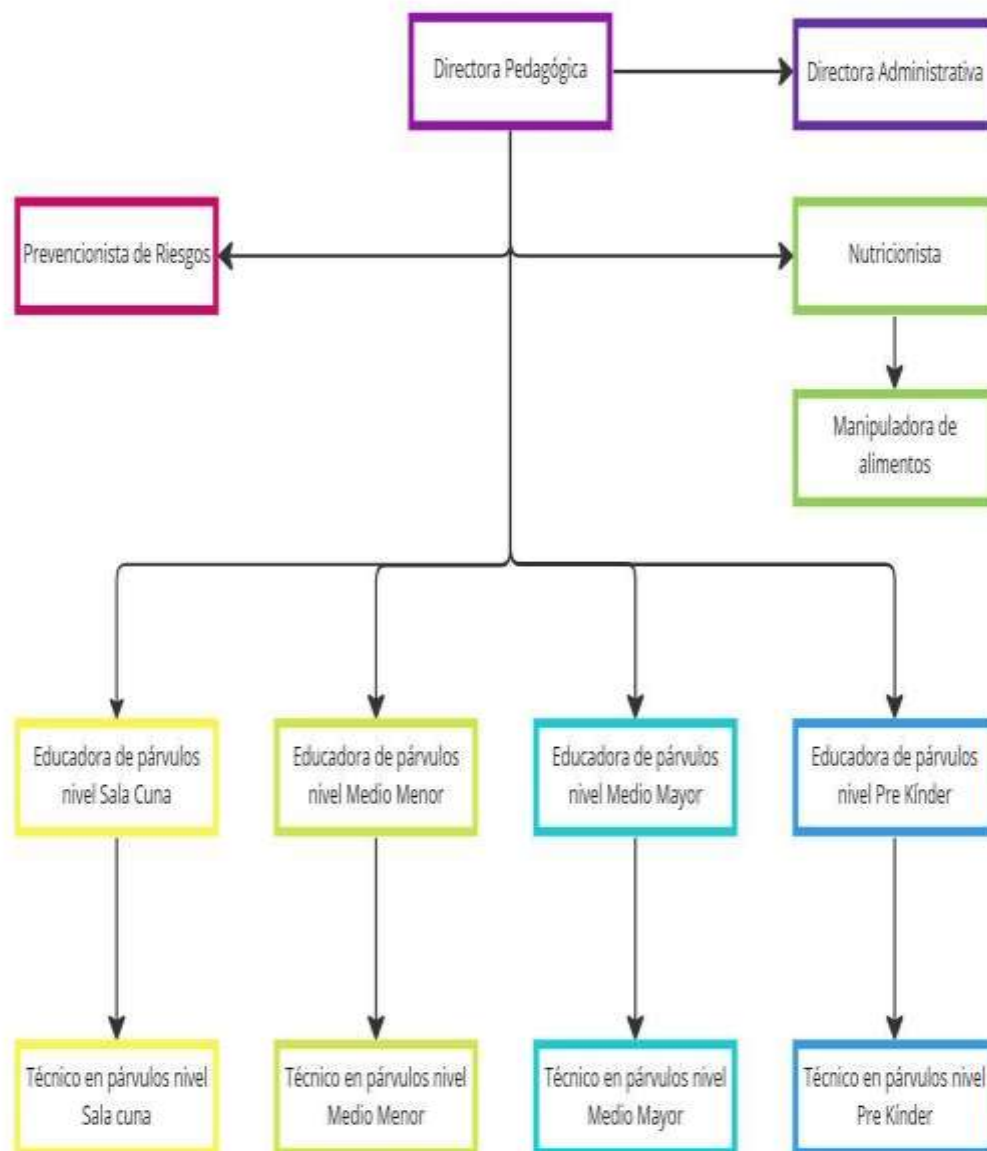 Directora Pedagógica
Directora Administrativa
Prevencionista de Riesgos
Nutricionista
Manipuladora de
alimentos
Educadora de párvulos
nivel Sala Cuna
Educadora de párvulos
nivel Medio Menor
Educadora de párvulos
nivel Medio Mayor
Educadora de párvulos
nivel Pre Kínder
Técnico en párvulos nivel
Sala cuna
Técnico en párvulos nivel
Medio Menor
Técnico en párvulos nivel
Medio Mayor
Técnico en párvulos nivel
Pre Kínder